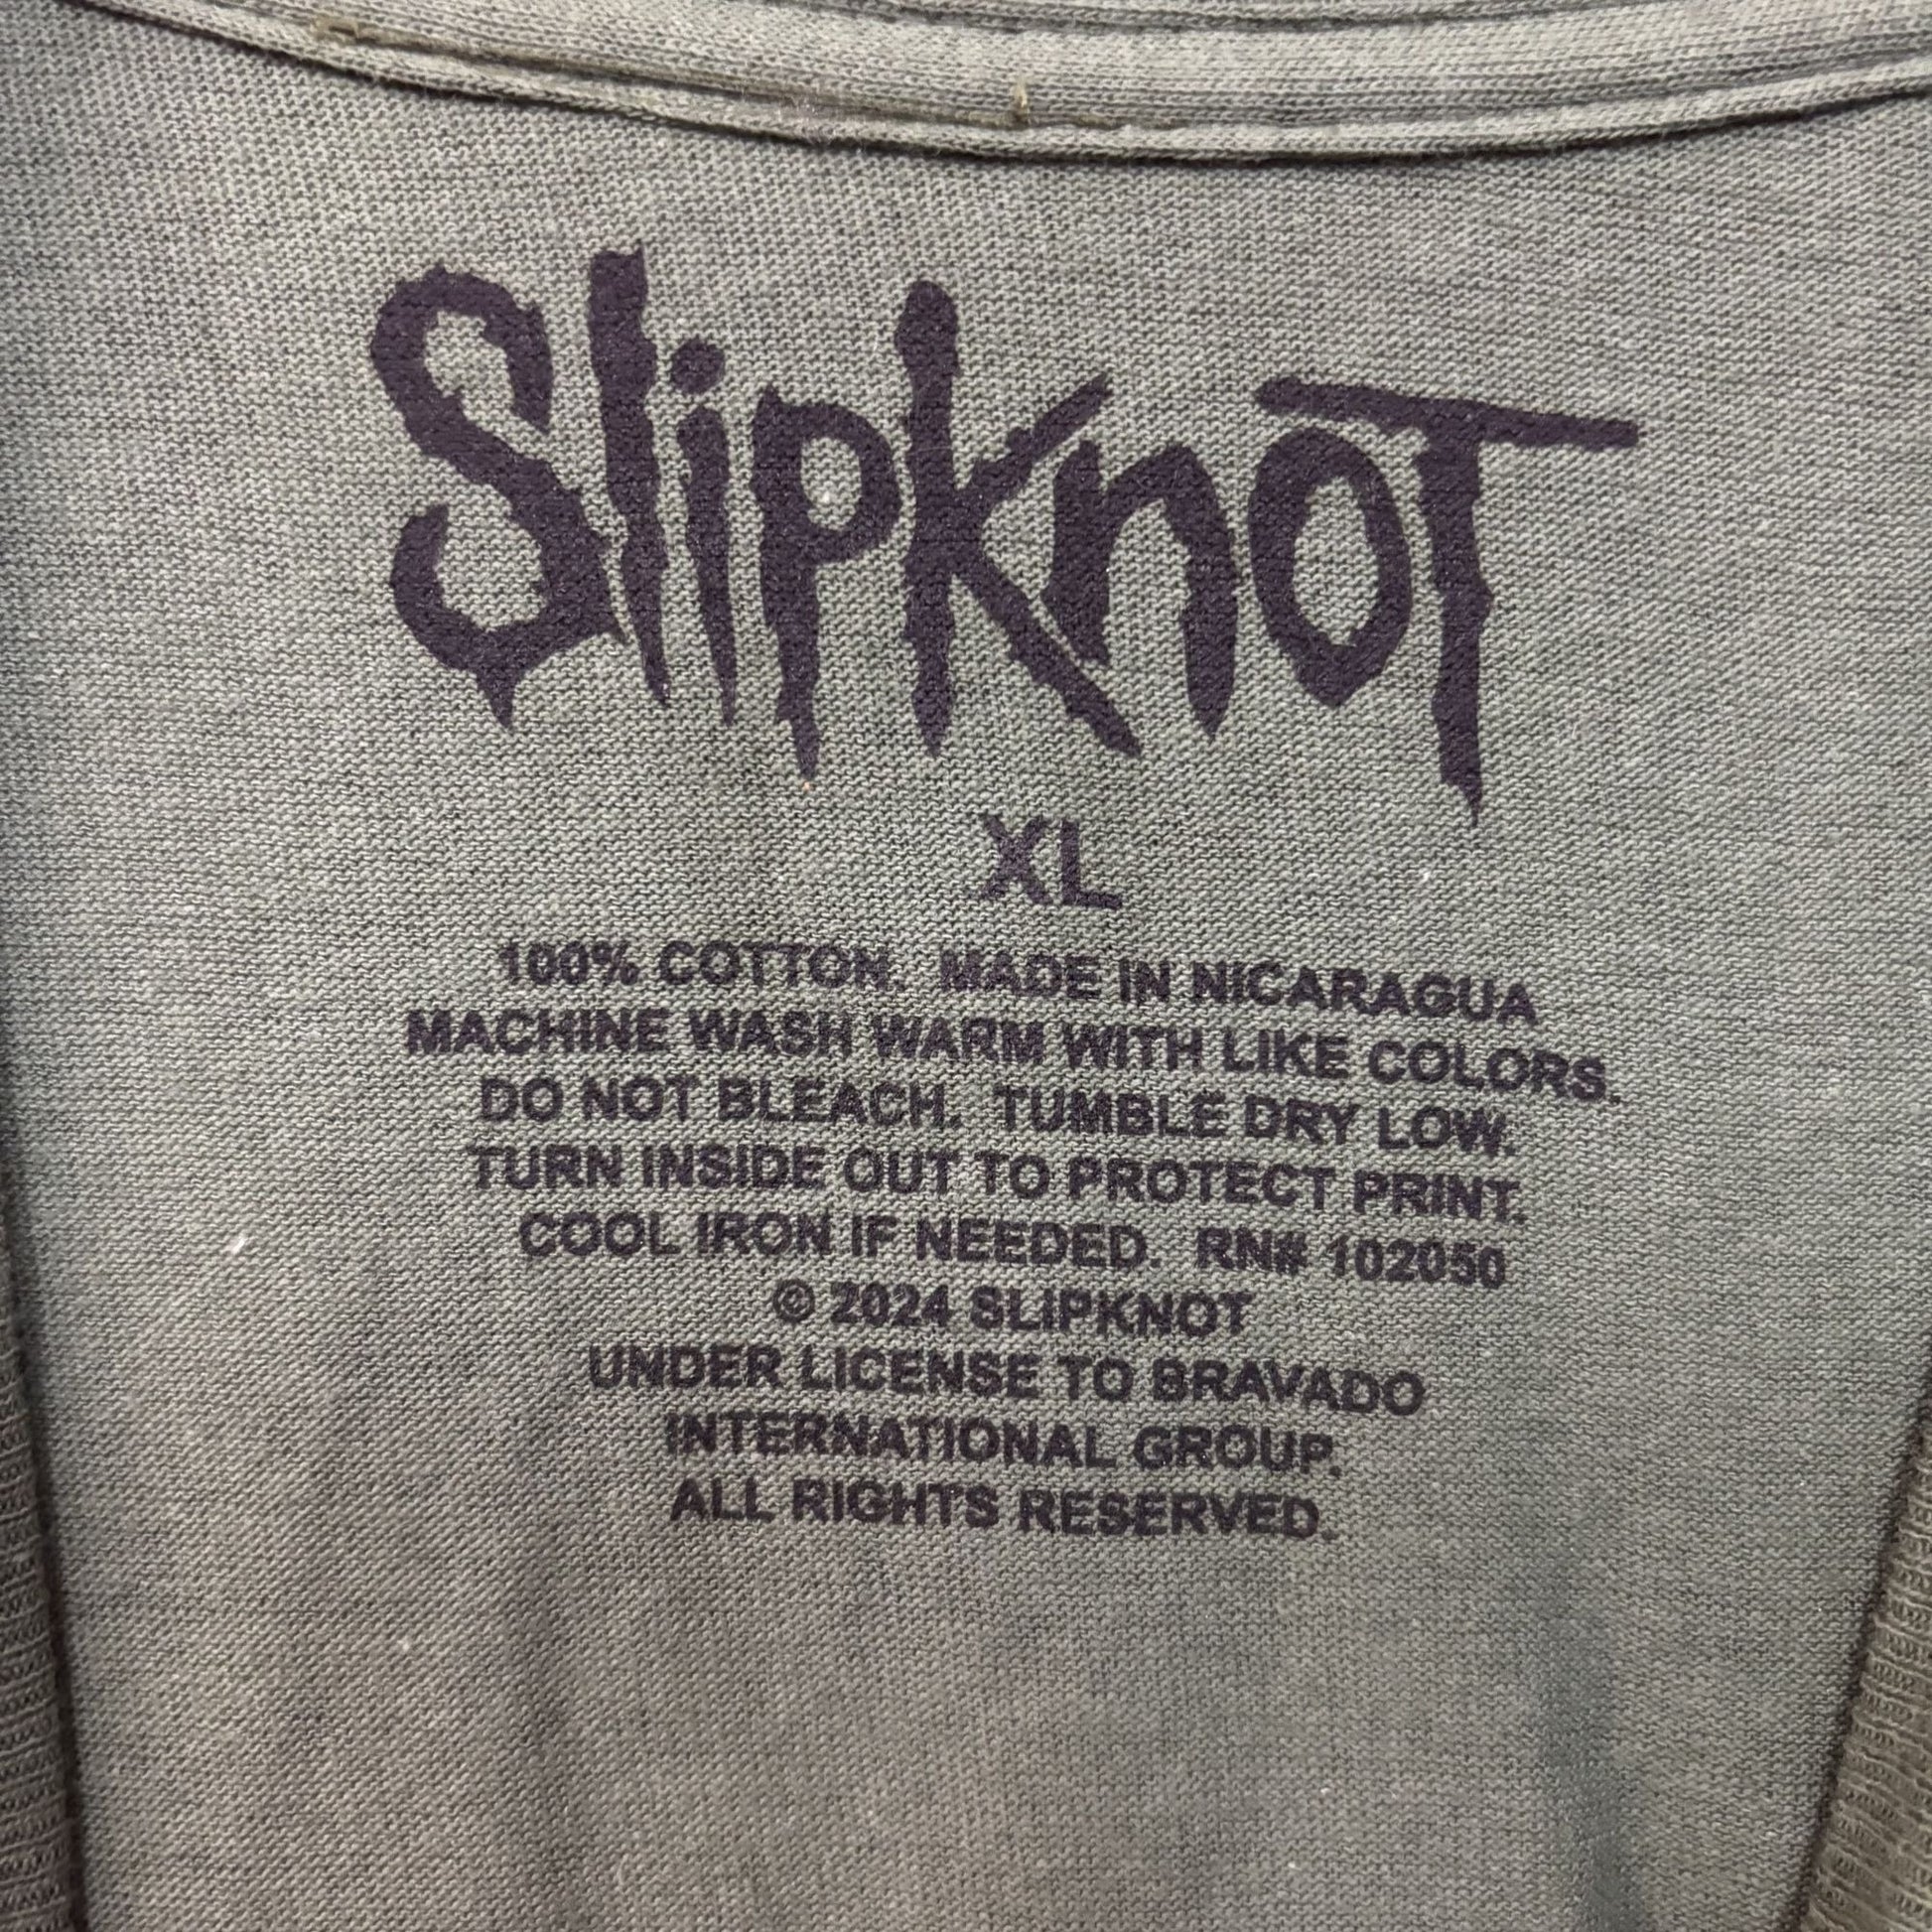 SlipknoT
XL
100% COTTON. MADE IN NICARAGUA
MACHINE WASH WARM WITH LIKE COLORS.
DO NOT BLEACH. TUMBLE DRY LOW.
TURN INSIDE OUT TO PROTECT PRINT.
COOL IRON IF NEEDED. RN# 102050
© 2024 SLIPKNOT
UNDER LICENSE TO BRAVADO
INTERNATIONAL GROUP.
ALL RIGHTS RESERVED.